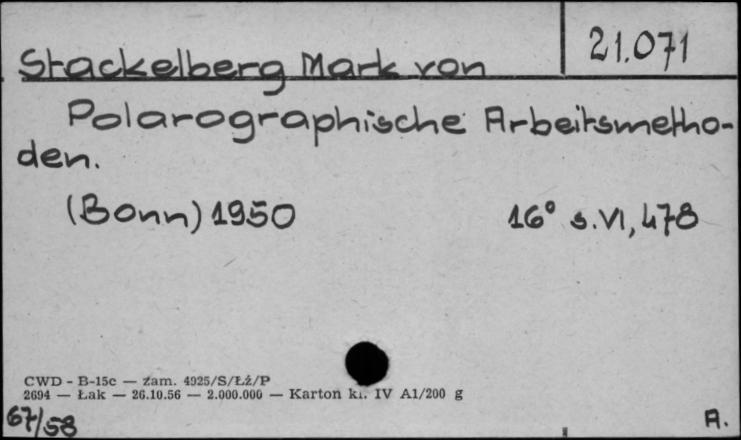 21.071
Stackelberg Mark von
Polarographische Arbeitsmetho-
den.
(Bonn) 1950 16° s. VI, 478
CWD - B-15c — zam. 4925/S/Łż/P
2694 — Łak — 26.10.56 — 2.000.000 — Karton kl. IV A1/200 g
67/58 A.